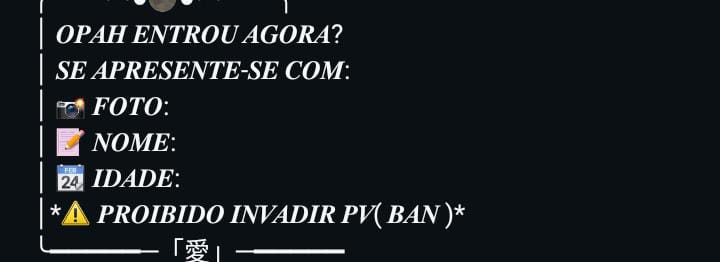 OPAH ENTROU AGORA?
SE APRESENTE-SE COM:
📸 FOTO:
📝 NOME:
📅 IDADE:
*⚠️ PROIBIDO INVADIR PV( BAN )*
「愛」